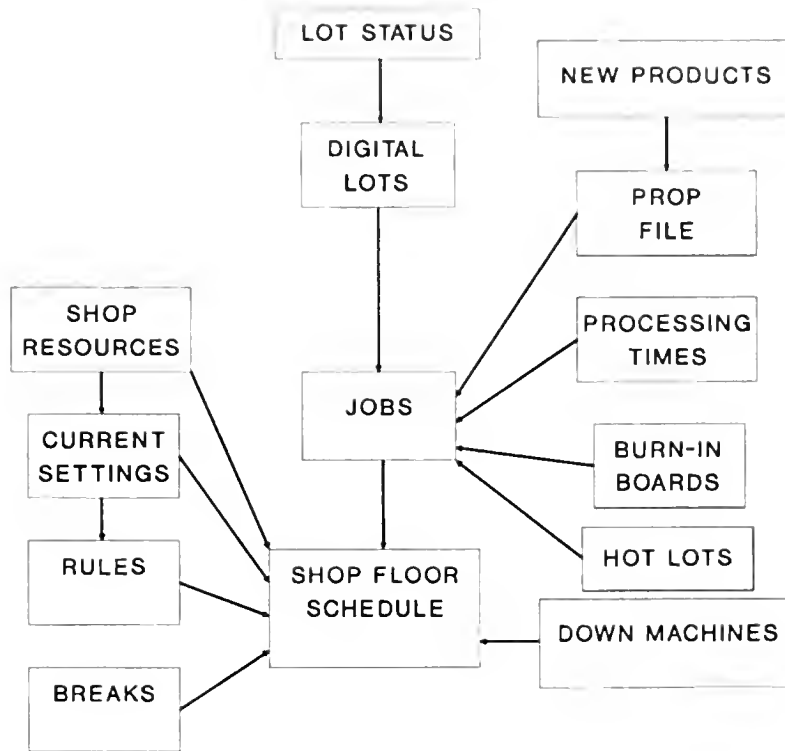 LOT STATUS
NEW PRODUCTS
DIGITAL
LOTS
PROP
FILE
SHOP
RESOURCES
PROCESSING
TIMES
JOBS
CURRENT
SETTINGS
BURN-IN
BOARDS
RULES
SHOP FLOOR
SCHEDULE
HOT LOTS
DOWN MACHINES
BREAKS